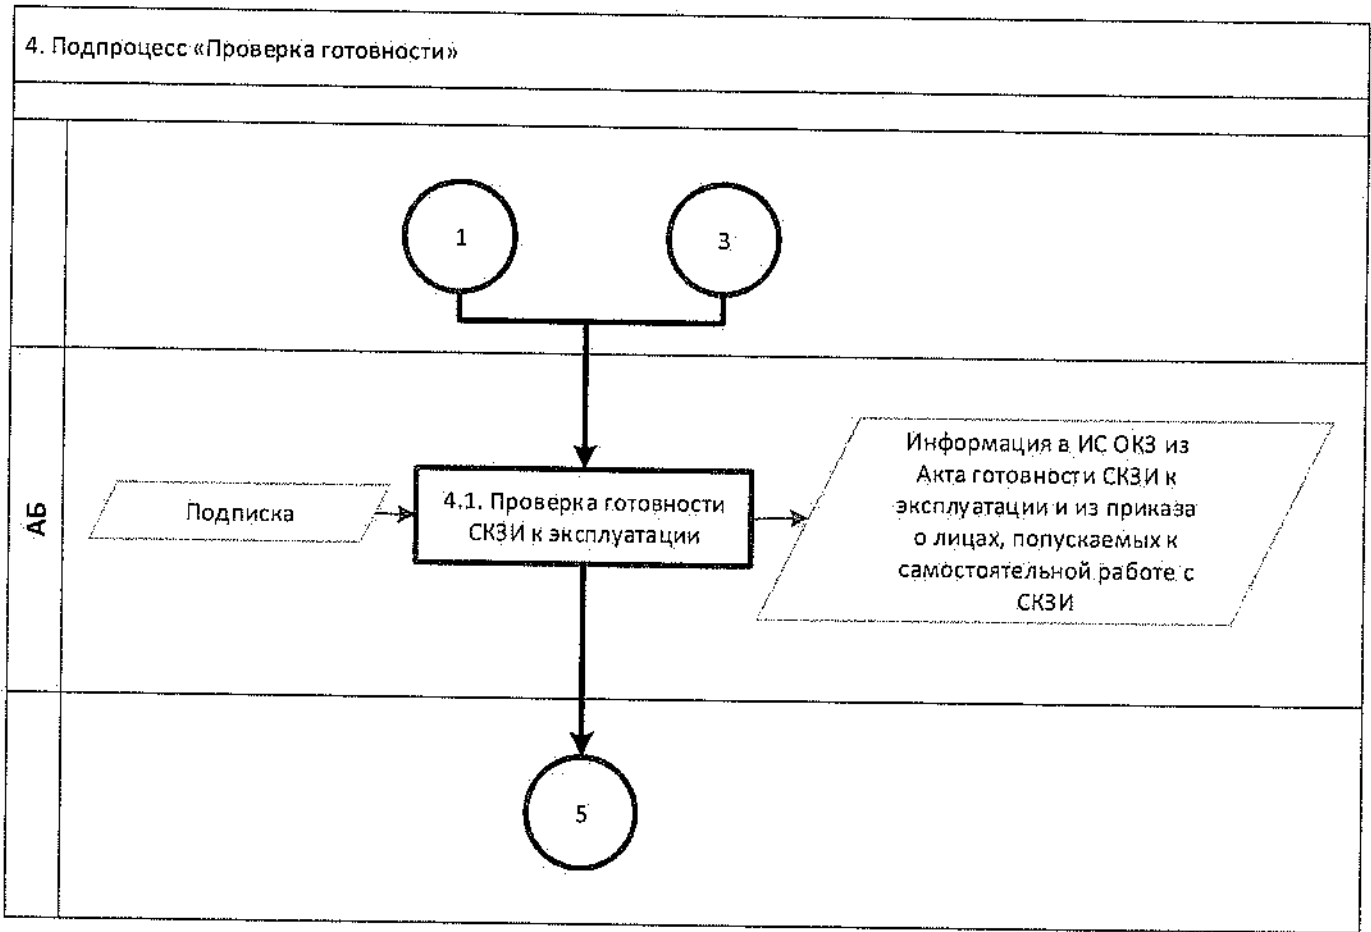 4. Подпроцесс «Проверка готовности»
1
3
АБ
Подписка
4.1. Проверка готовности
СКЗИ к эксплуатации
Информация в ИС ОКЗ из
Акта готовности СКЗИ к
эксплуатации и из приказа
о лицах, попускаемых к
самостоятельной работе с
СКЗИ
5